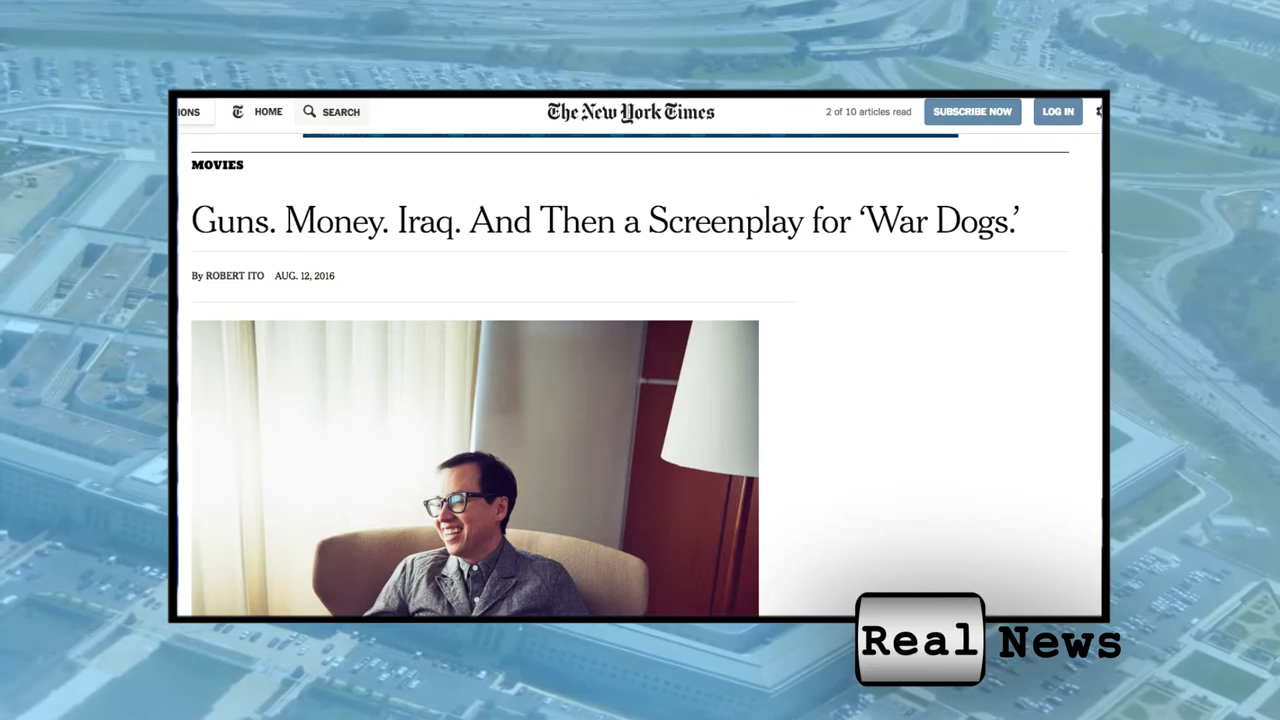 IONS HOME SEARCH The New York Times 2 of 10 articles read SUBSCRIBE NOW LOG IN
MOVIES
Guns. Money. Iraq. And Then a Screenplay for ‘War Dogs.’
By ROBERT ITO AUG. 12, 2016
Real News